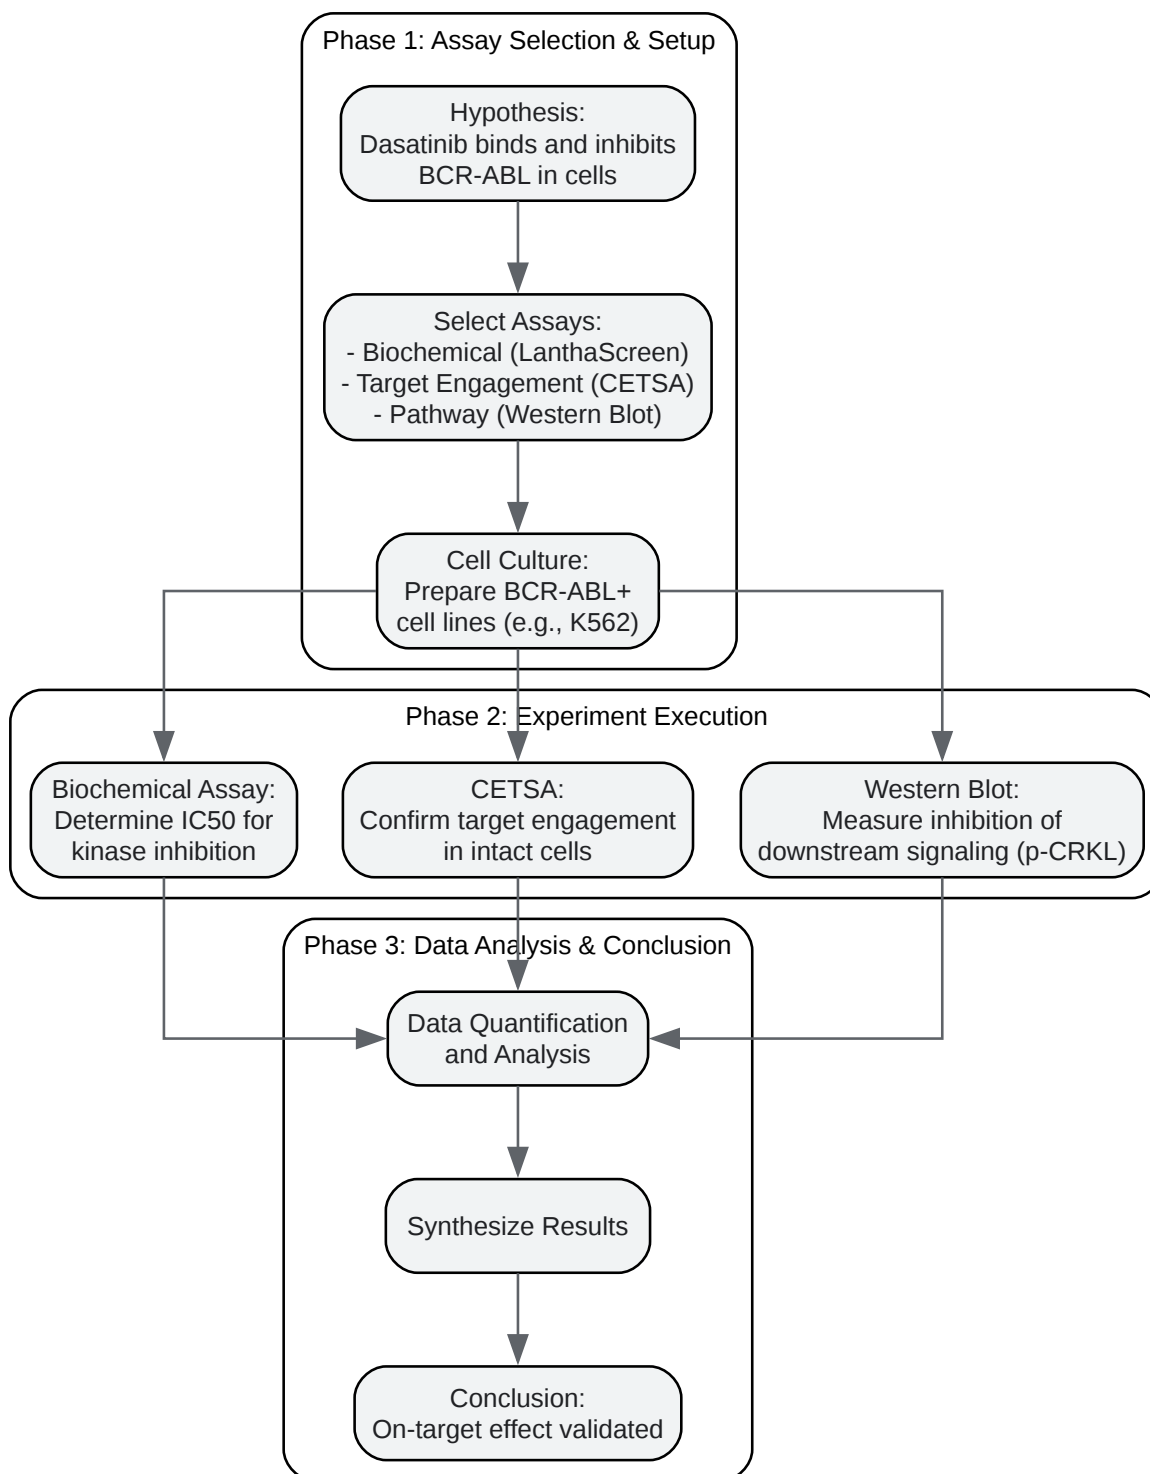 Phase 1: Assay Selection & Setup
Hypothesis:
Dasatinib binds and inhibits
BCR-ABL in cells
Select Assays:
- Biochemical (LanthaScreen)
- Target Engagement (CETSA)
- Pathway (Western Blot)
Cell Culture:
Prepare BCR-ABL+
cell lines (e.g., K562)
Phase 2: Experiment Execution
Biochemical Assay:
Determine IC50 for
kinase inhibition
CETSA:
Confirm target engagement
in intact cells
Western Blot:
Measure inhibition of
downstream signaling (p-CRKL)
Phase 3: Data Analysis & Conclusion
Data Quantification
and Analysis
Synthesize Results
Conclusion:
On-target effect validated